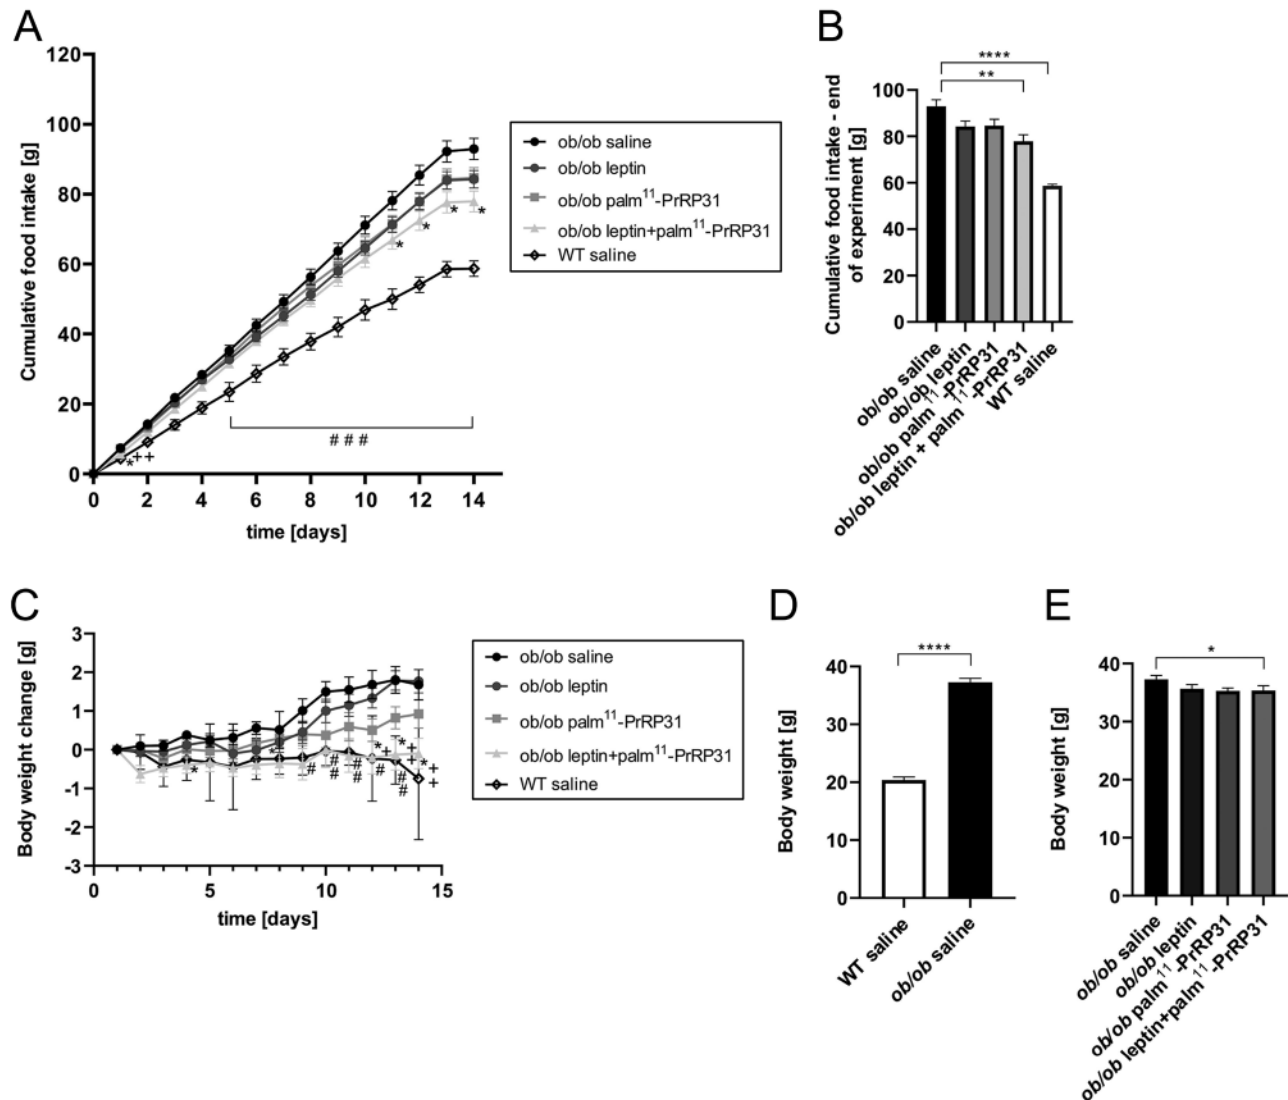 A
120
100
80
60
40
20
0
Cumulative food intake [g]
0 2 4 6 8 10 12 14
time [days]
*
++
*
*
*
*
# # #
ob/ob saline
ob/ob leptin
ob/ob palm¹¹-PrRP31
ob/ob leptin+palm¹¹-PrRP31
WT saline
B
****
**
100
80
60
40
20
0
Cumulative food intake - end
of experiment [g]
ob/ob saline
ob/ob leptin
ob/ob palm¹¹-PrRP31
ob/ob leptin + palm¹¹-PrRP31
WT saline
C
3
2
1
0
-1
-2
-3
Body weight change [g]
0 5 10 15
time [days]
*
*
#
#
#
#
#
*
+
#
*
+
#
#
*
+
+
ob/ob saline
ob/ob leptin
ob/ob palm¹¹-PrRP31
ob/ob leptin+palm¹¹-PrRP31
WT saline
D
****
40
30
20
10
0
Body weight [g]
WT saline
ob/ob saline
E
*
40
30
20
10
0
Body weight [g]
ob/ob saline
ob/ob leptin
ob/ob palm¹¹-PrRP31
ob/ob leptin+palm¹¹-PrRP31